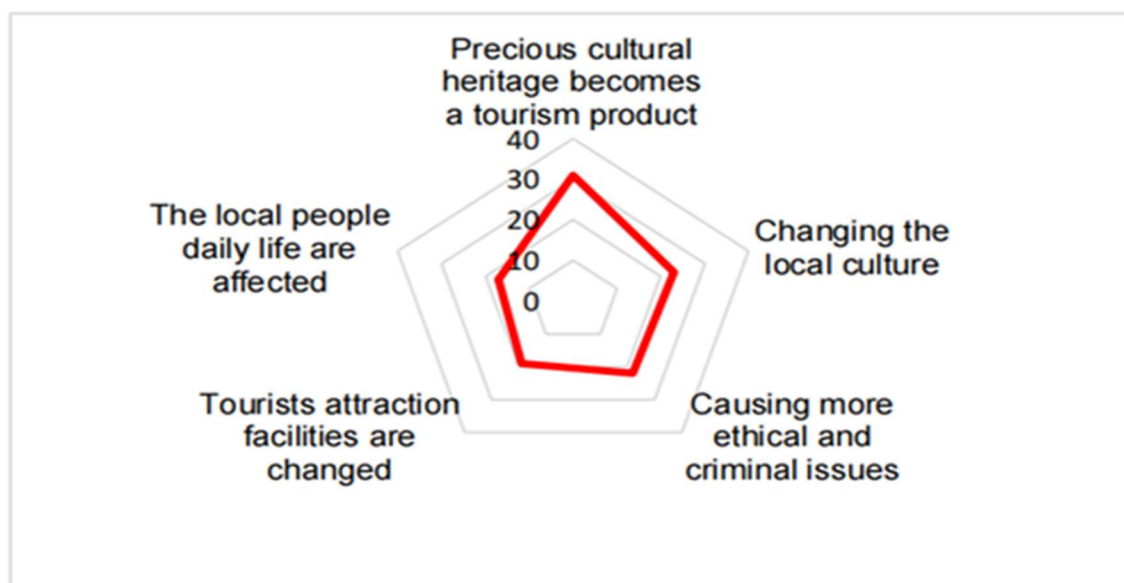 Precious cultural
heritage becomes
a tourism product
40
30
20
10
0
The local people
daily life are
affected
Changing the
local culture
Tourists attraction
facilities are
changed
Causing more
ethical and
criminal issues